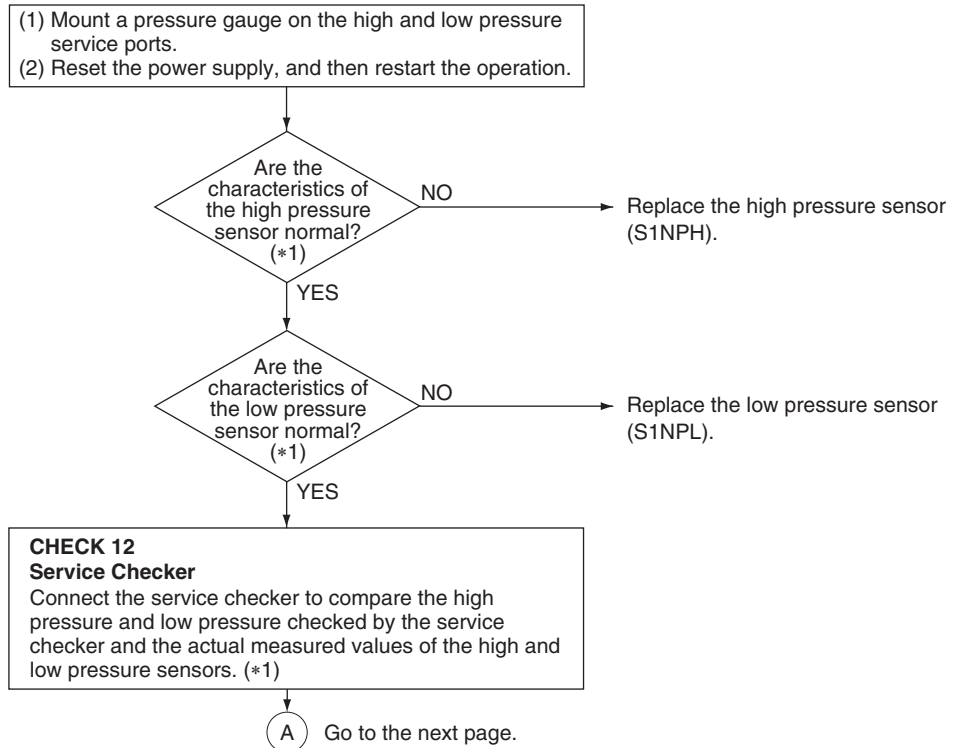 (1) Mount a pressure gauge on the high and low pressure
service ports.
(2) Reset the power supply, and then restart the operation.
Are the
characteristics of
the high pressure
sensor normal?
(∗1)
NO
Replace the high pressure sensor
(S1NPH).
YES
Are the
characteristics of
the low pressure
sensor normal?
(∗1)
NO
Replace the low pressure sensor
(S1NPL).
YES
CHECK 12
Service Checker
Connect the service checker to compare the high
pressure and low pressure checked by the service
checker and the actual measured values of the high and
low pressure sensors. (∗1)
A Go to the next page.